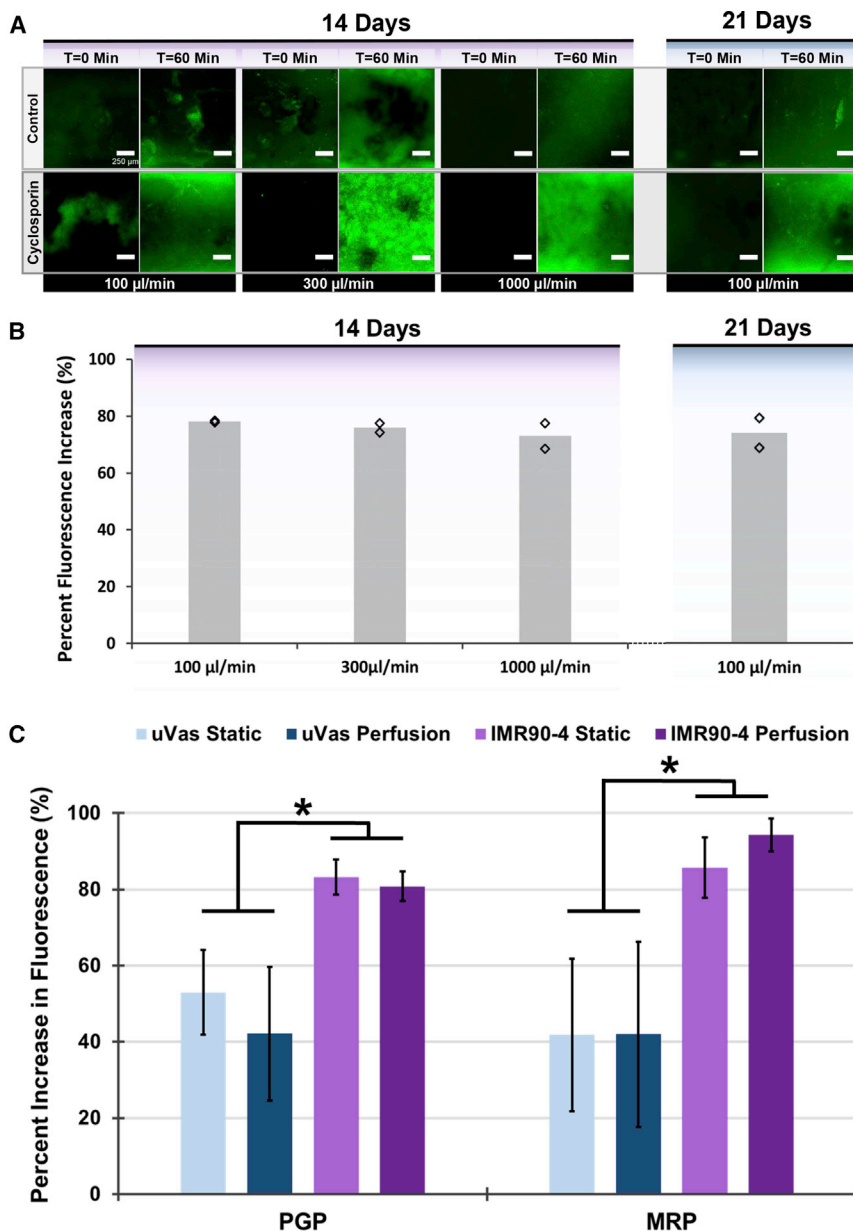 A
14 Days
21 Days
T=0 Min T=60 Min T=0 Min T=60 Min T=0 Min T=60 Min T=0 Min T=60 Min
Control
250 µm
Cyclosporin
100 µl/min 300 µl/min 1000 µl/min 100 µl/min
B
14 Days
21 Days
Percent Fluorescence Increase (%)
100
80
60
40
20
0
100 µl/min 300µl/min 1000 µl/min 100 µl/min
C
uVas Static uVas Perfusion IMR90-4 Static IMR90-4 Perfusion
Percent Increase in Fluorescence (%)
* *
100
80
60
40
20
0
PGP MRP